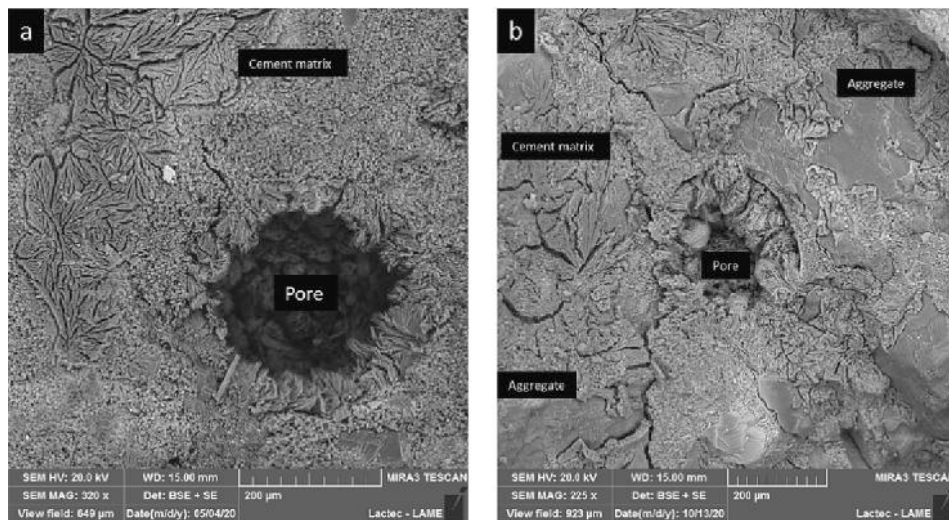 a
Cement matrix
Pore
SEM HV: 20.0 kV WD: 15.00 mm MIRA3 TESCAN
SEM MAG: 320 x Det: BSE + SE 200 µm
View field: 649 µm Date(m/d/y): 05/04/20 Lactec - LAME
b
Aggregate
Cement matrix
Pore
Aggregate
SEM HV: 20.0 kV WD: 15.00 mm MIRA3 TESCAN
SEM MAG: 225 x Det: BSE + SE 200 µm
View field: 923 µm Date(m/d/y): 10/13/20 Lactec - LAME